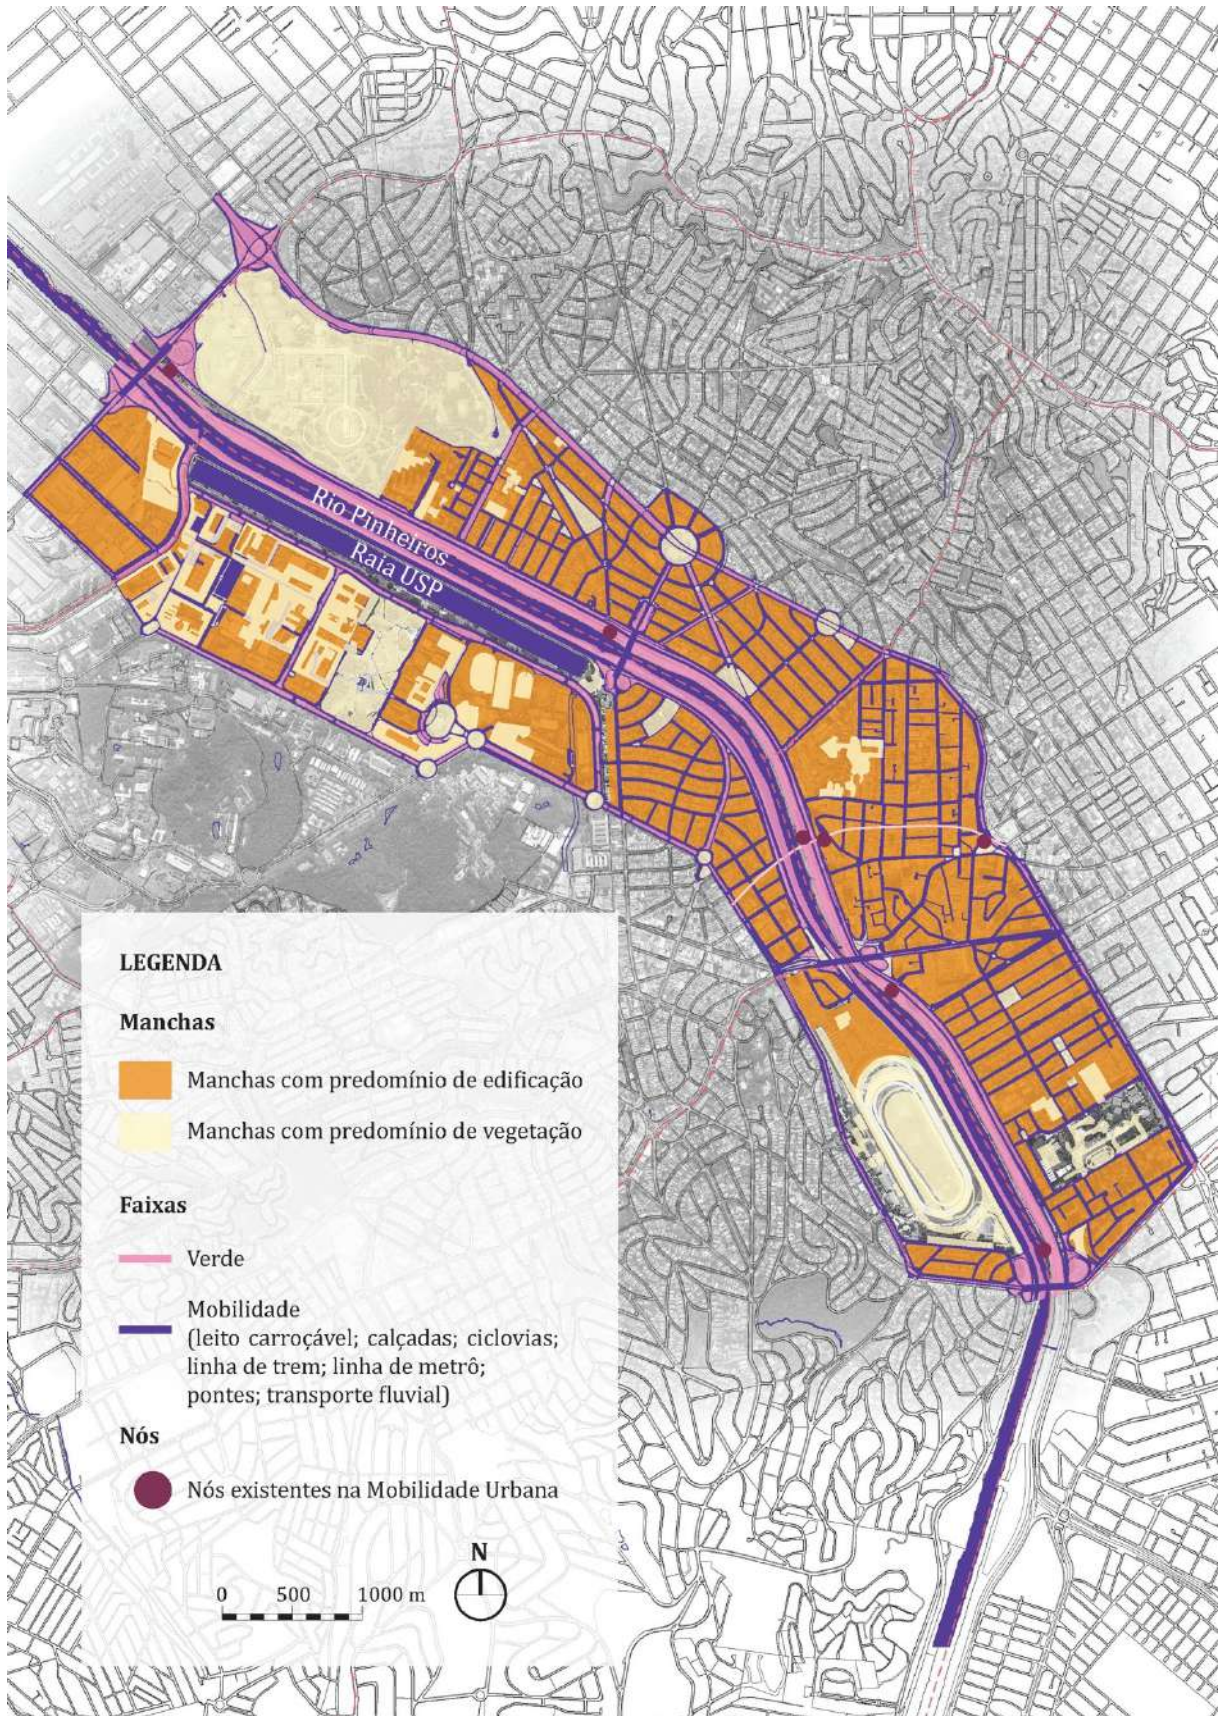 Rio Pinheiros
Raia USP
LEGENDA
Manchas
Manchas com predomínio de edificação
Manchas com predomínio de vegetação
Faixas
Verde
Mobilidade
(leito carroçável; calçadas; ciclovias;
linha de trem; linha de metrô;
pontes; transporte fluvial)
Nós
Nós existentes na Mobilidade Urbana
N
0 500 1000 m